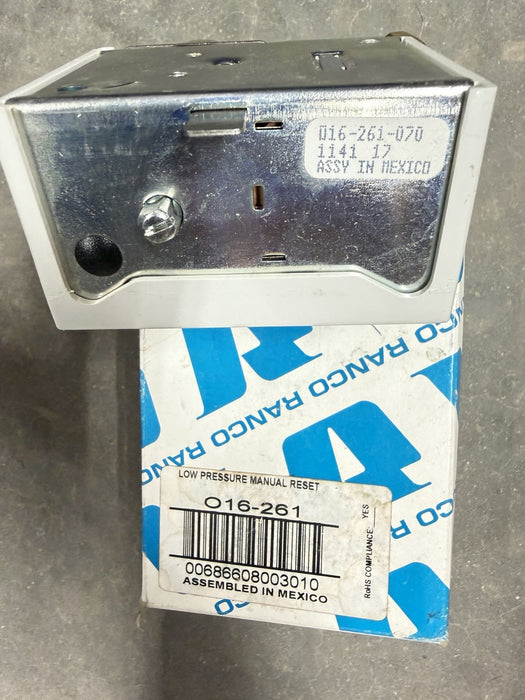 016-261-070
1141 17
ASSY IN MEXICO
RANCO RANCO RANCO
LOW PRESSURE MANUAL RESET
O16-261
00686608003010
ASSEMBLED IN MEXICO
RoHS COMPLIANCE: YES
RANCO